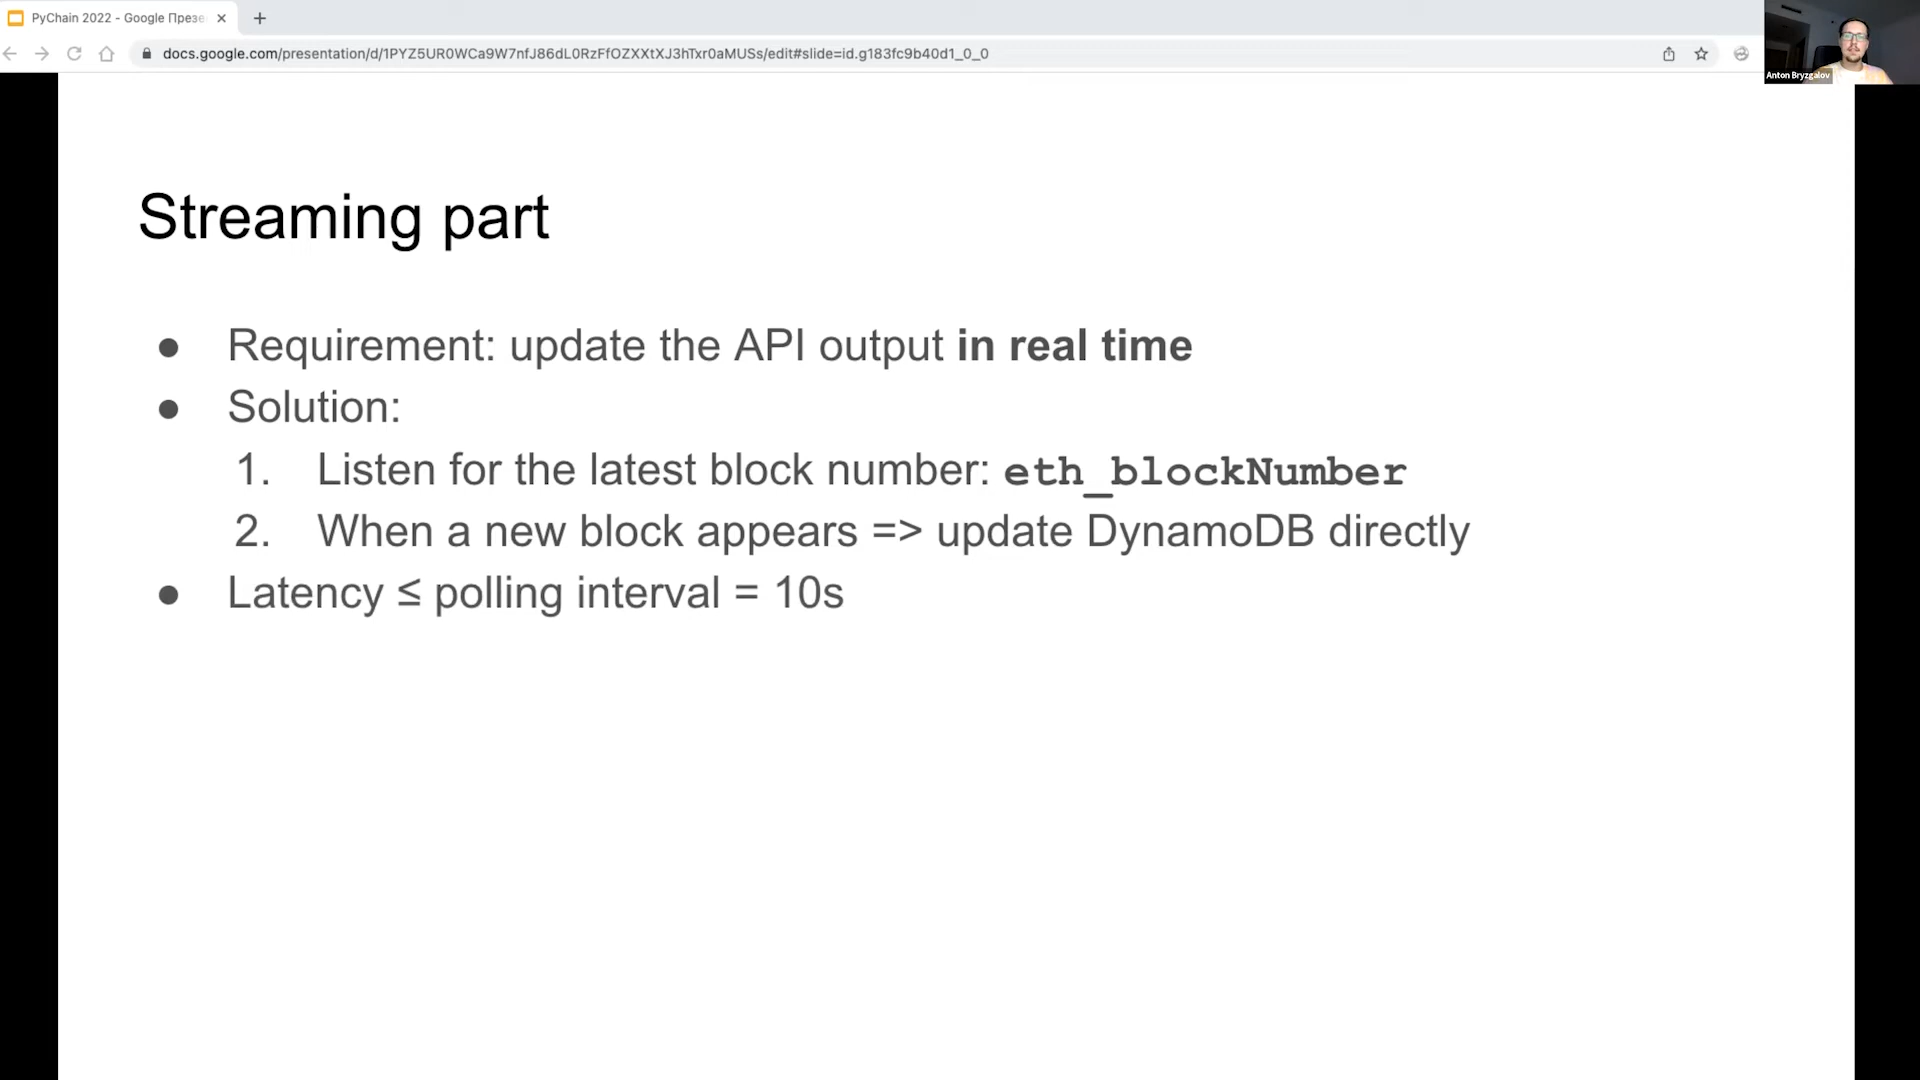 PyChain 2022 - Google Презе
docs.google.com/presentation/d/1PYZ5UR0WCa9W7nfJ86dL0RzFfOZXXtXJ3hTxr0aMUSs/edit#slide=id.g183fc9b40d1_0_0
Anton Bryzgalov
Streaming part
● Requirement: update the API output in real time
● Solution:
1. Listen for the latest block number: eth_blockNumber
2. When a new block appears => update DynamoDB directly
● Latency ≤ polling interval = 10s